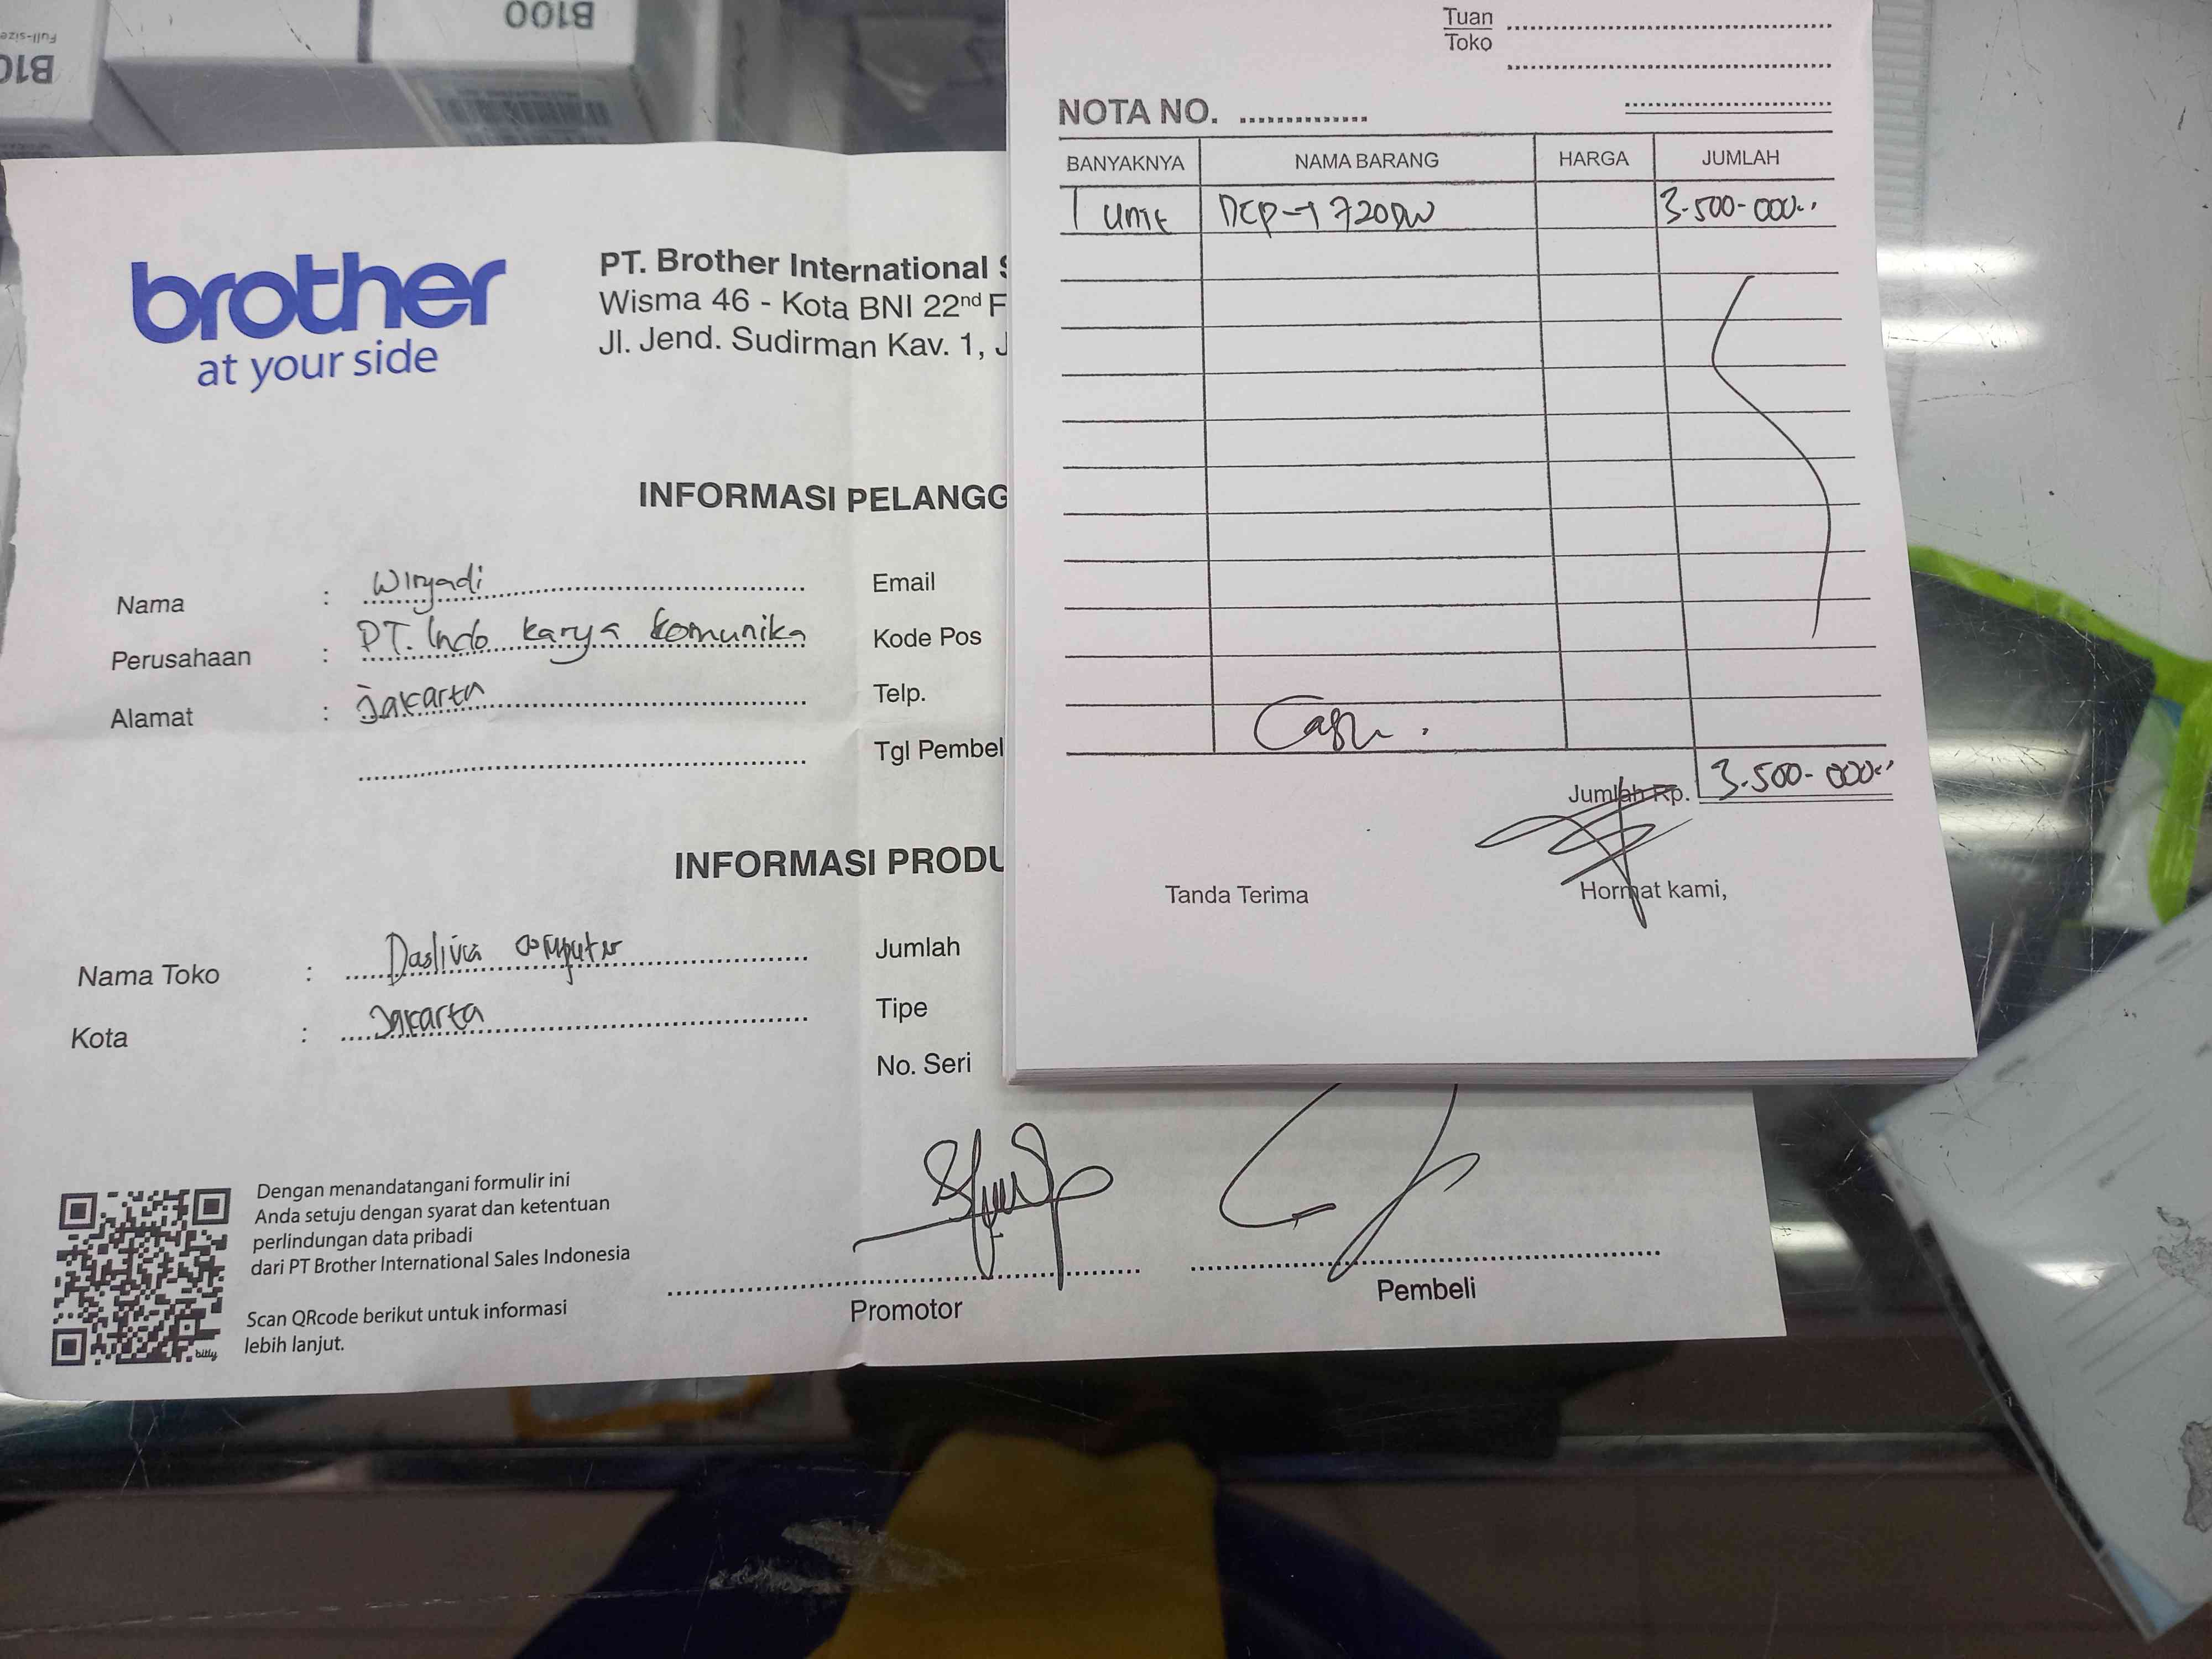 B100
Full-size
B10
brother
at your side
PT. Brother International S
Wisma 46 - Kota BNI 22nd F
Jl. Jend. Sudirman Kav. 1, J
INFORMASI PELANGG
Nama : Wiryadi
Perusahaan : PT. Indo karya komunika
Alamat : Jakarta
Email
Kode Pos
Telp.
Tgl Pembel
INFORMASI PRODU
Nama Toko : Daslivia computer
Kota : Jakarta
Jumlah
Tipe
No. Seri
Dengan menandatangani formulir ini
Anda setuju dengan syarat dan ketentuan
perlindungan data pribadi
dari PT Brother International Sales Indonesia
Scan QRcode berikut untuk informasi
lebih lanjut.
bitly
Promotor
Pembeli
Tuan
Toko
NOTA NO.
BANYAKNYA NAMA BARANG HARGA JUMLAH
1 unit DCP-T720DW 3.500.000
Cash.
Jumlah Rp. 3.500.000
Tanda Terima
Hormat kami,